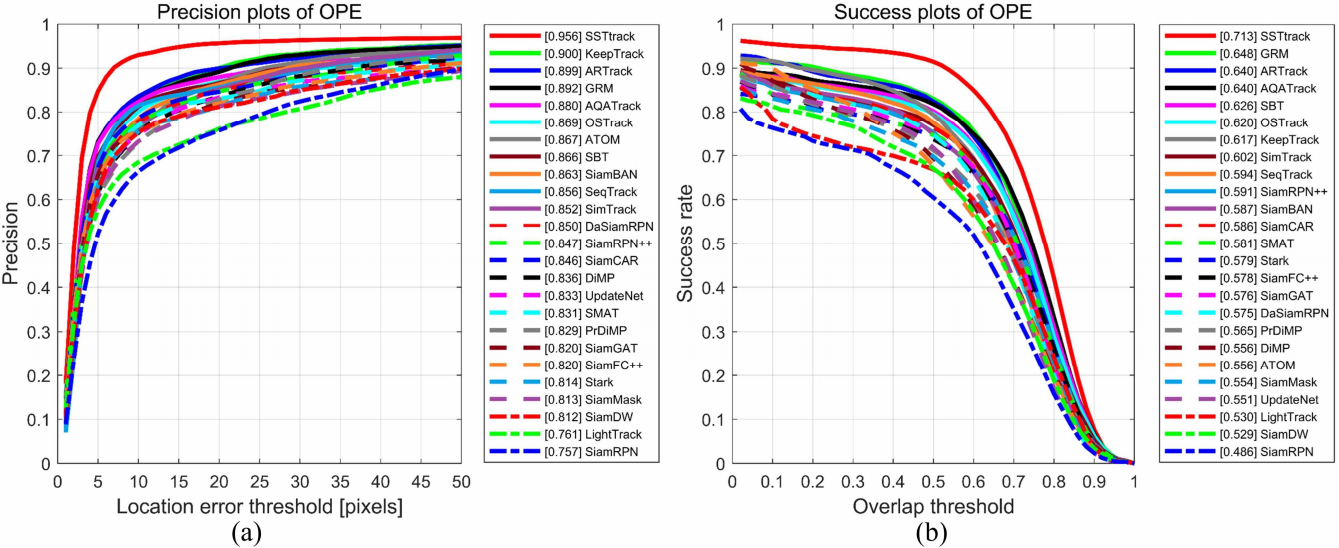 Precision plots of OPE
Precision
1
0.9
0.8
0.7
0.6
0.5
0.4
0.3
0.2
0.1
0
0 5 10 15 20 25 30 35 40 45 50
Location error threshold [pixels]
(a)
[0.956] SSTtrack
[0.900] KeepTrack
[0.899] ARTrack
[0.892] GRM
[0.880] AQATrack
[0.869] OSTrack
[0.867] ATOM
[0.866] SBT
[0.863] SiamBAN
[0.856] SeqTrack
[0.852] SimTrack
[0.850] DaSiamRPN
[0.847] SiamRPN++
[0.846] SiamCAR
[0.836] DiMP
[0.833] UpdateNet
[0.831] SMAT
[0.829] PrDiMP
[0.820] SiamGAT
[0.820] SiamFC++
[0.814] Stark
[0.813] SiamMask
[0.812] SiamDW
[0.761] LightTrack
[0.757] SiamRPN
Success plots of OPE
Success rate
1
0.9
0.8
0.7
0.6
0.5
0.4
0.3
0.2
0.1
0
0 0.1 0.2 0.3 0.4 0.5 0.6 0.7 0.8 0.9 1
Overlap threshold
(b)
[0.713] SSTtrack
[0.648] GRM
[0.640] ARTrack
[0.640] AQATrack
[0.626] SBT
[0.620] OSTrack
[0.617] KeepTrack
[0.602] SimTrack
[0.594] SeqTrack
[0.591] SiamRPN++
[0.587] SiamBAN
[0.586] SiamCAR
[0.581] SMAT
[0.579] Stark
[0.578] SiamFC++
[0.576] SiamGAT
[0.575] DaSiamRPN
[0.565] PrDiMP
[0.556] DiMP
[0.556] ATOM
[0.554] SiamMask
[0.551] UpdateNet
[0.530] LightTrack
[0.529] SiamDW
[0.486] SiamRPN